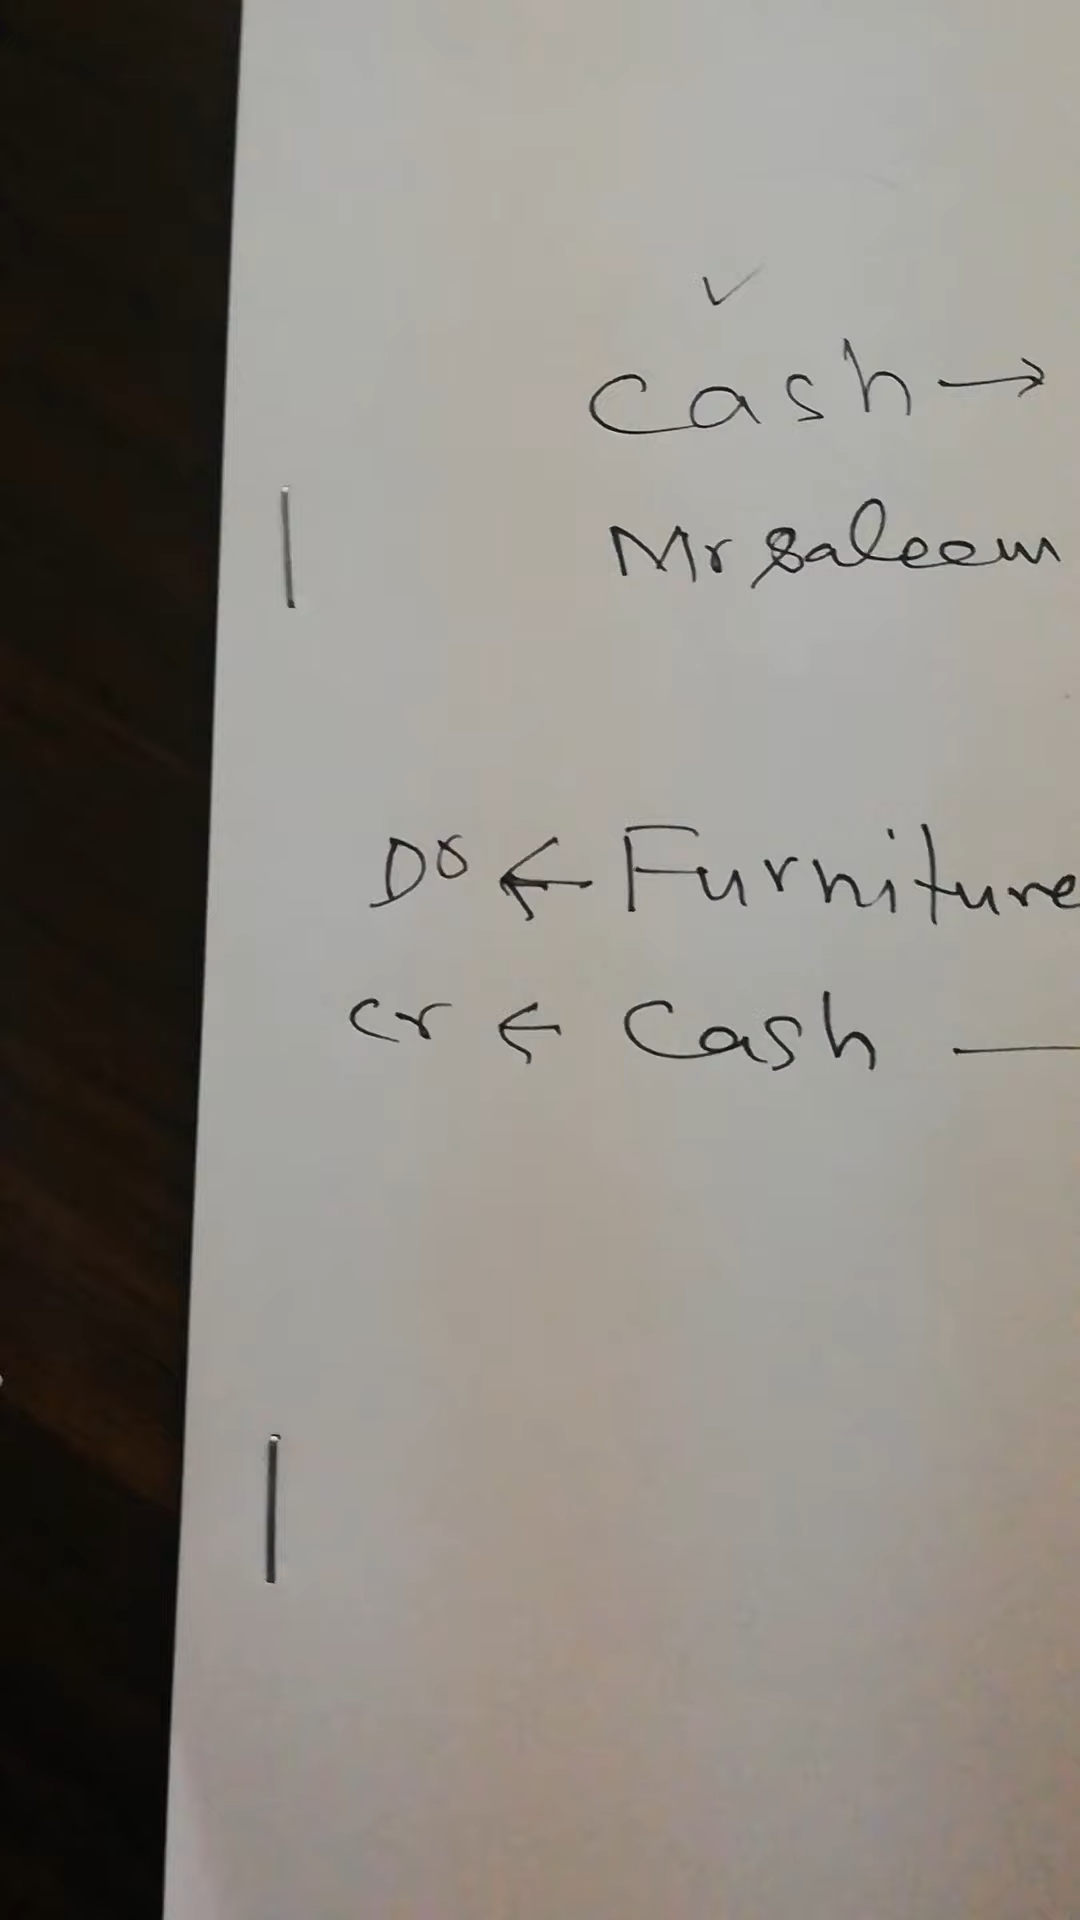 ✓
Cash →
Mr Saleem
Dr ← Furniture
Cr ← Cash —